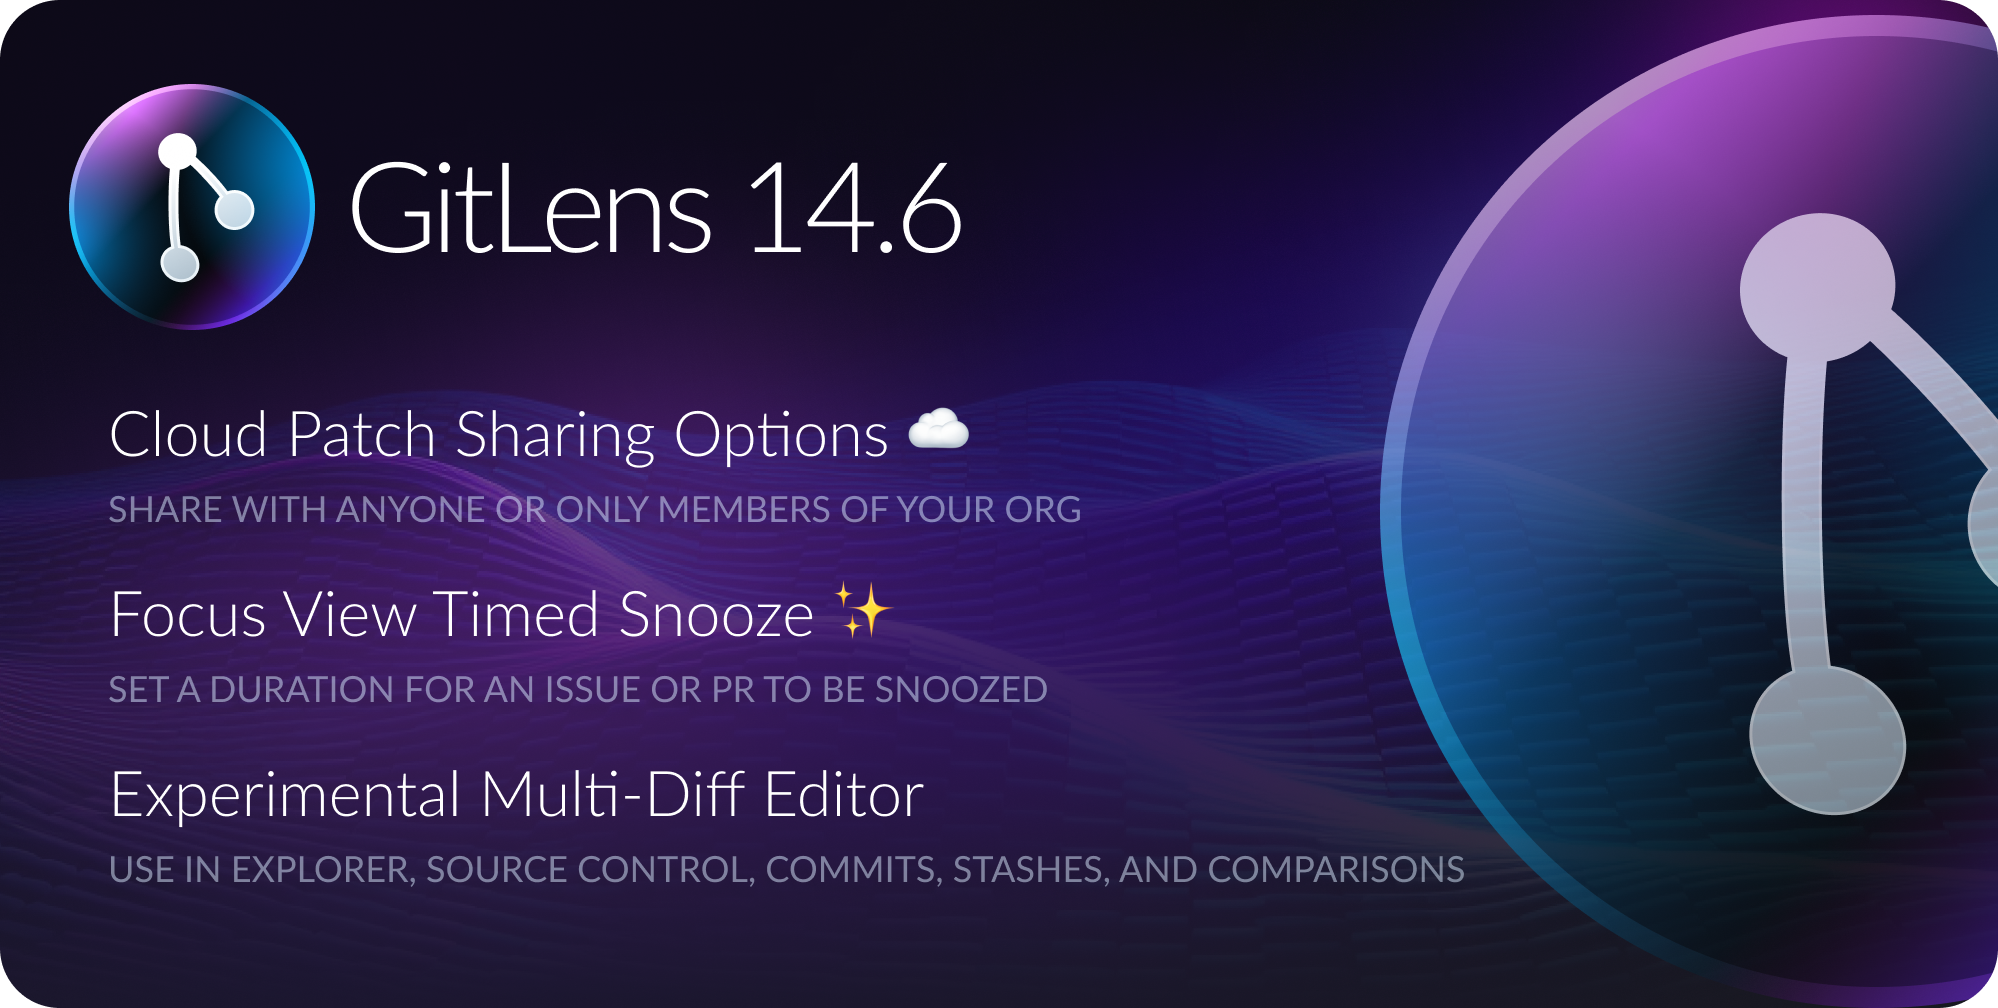 GitLens 14.6
Cloud Patch Sharing Options ☁️
SHARE WITH ANYONE OR ONLY MEMBERS OF YOUR ORG
Focus View Timed Snooze ✨
SET A DURATION FOR AN ISSUE OR PR TO BE SNOOZED
Experimental Multi-Diff Editor
USE IN EXPLORER, SOURCE CONTROL, COMMITS, STASHES, AND COMPARISONS